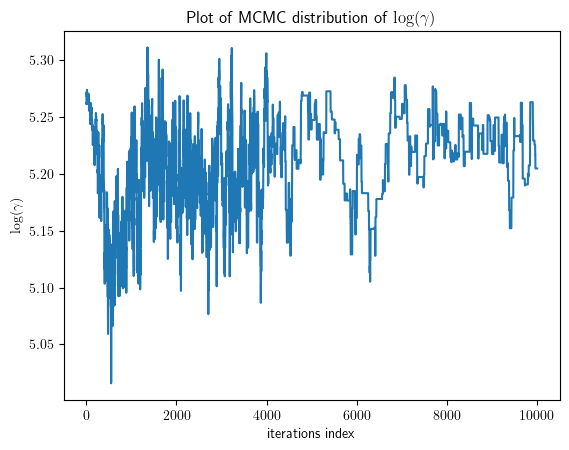 Plot of MCMC distribution of log(γ)
log(γ)
5.30
5.25
5.20
5.15
5.10
5.05
0 2000 4000 6000 8000 10000
iterations index